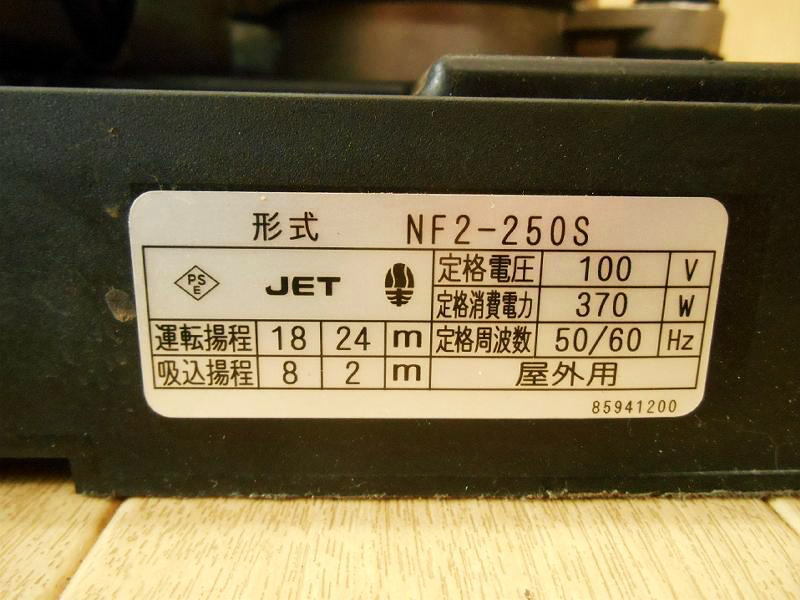 形式 NF2-250S
PSE JET 定格電圧 100 V
定格消費電力 370 W
運転揚程 18 24 m 定格周波数 50/60 Hz
吸込揚程 8 2 m 屋外用
85941200